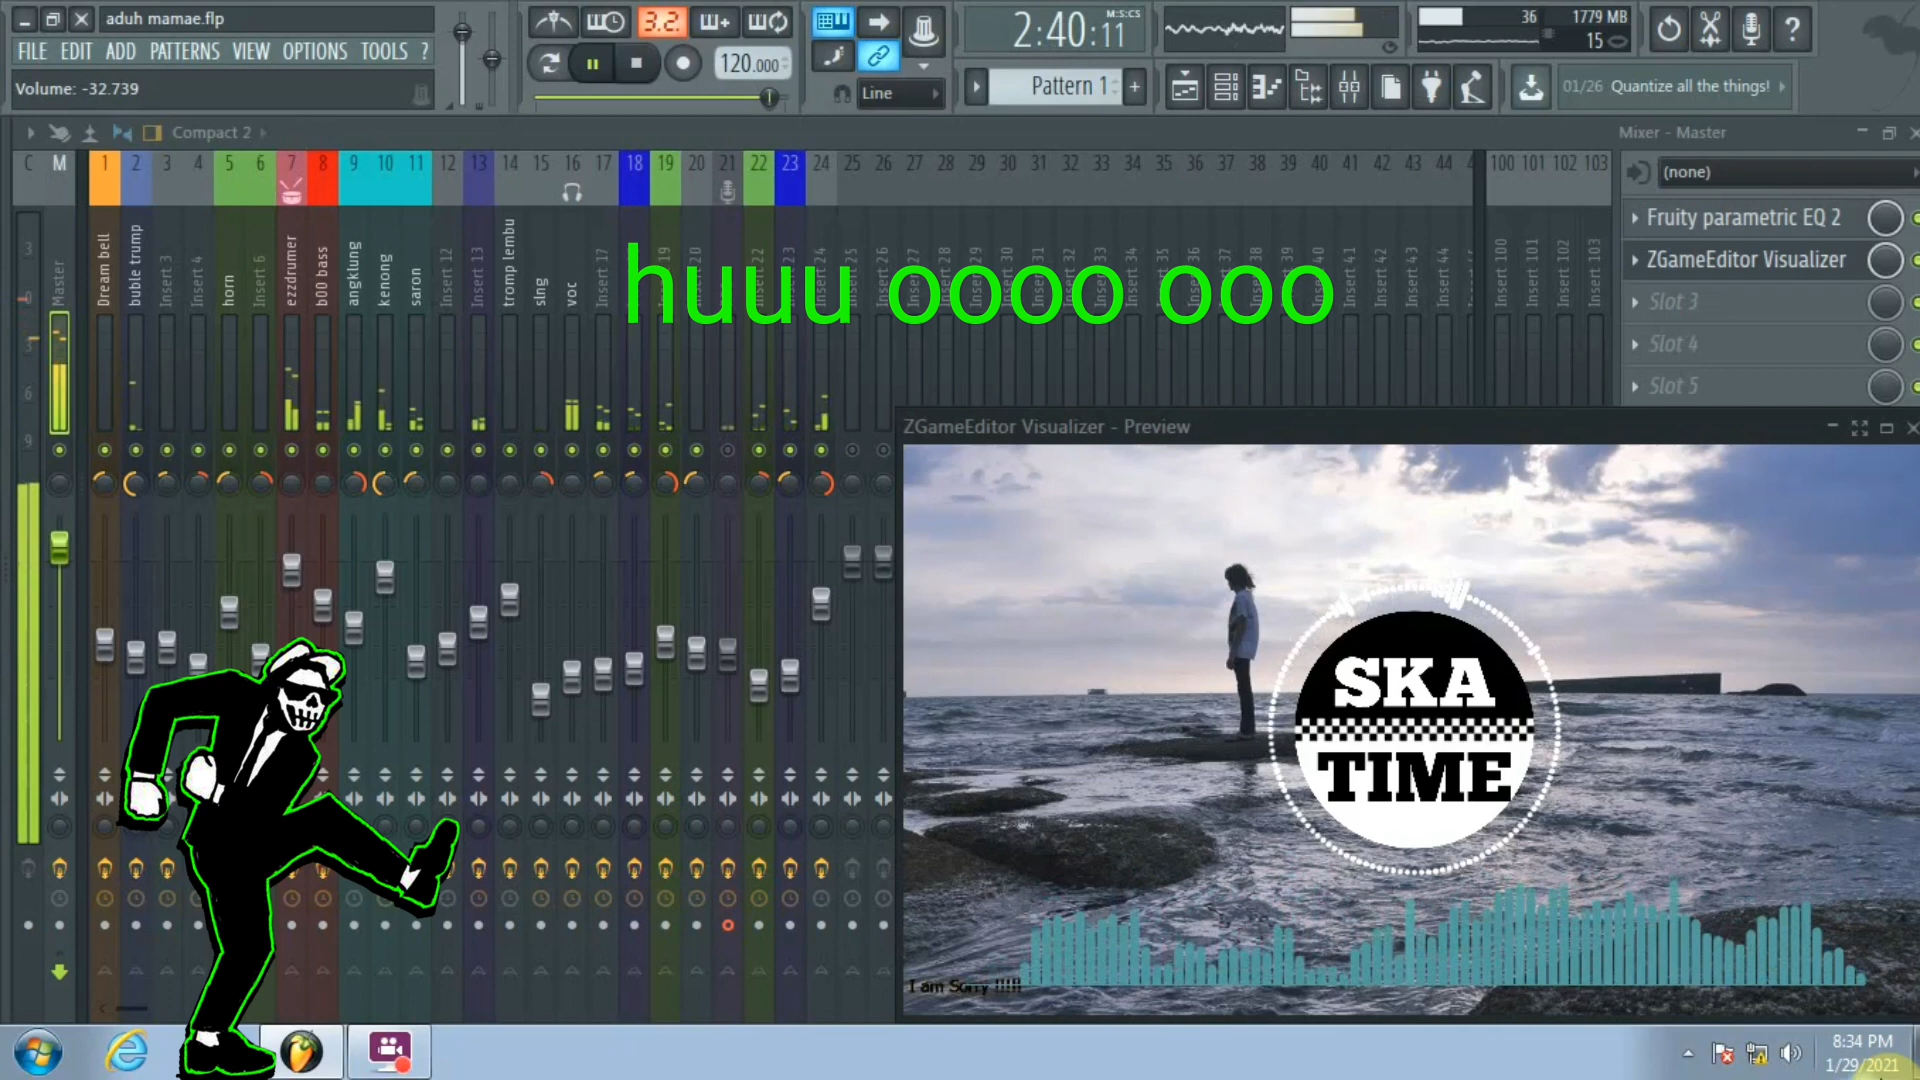 aduh mamae.flp
FILE EDIT ADD PATTERNS VIEW OPTIONS TOOLS ?
Volume: -32.739
3.2.
120.000
Line
2:40:11
M:S:CS
Pattern 1
+
36
1779 MB
15
?
01/26 Quantize all the things!
Compact 2
Mixer - Master
C M 1 2 3 4 5 6 7 8 9 10 11 12 13 14 15 16 17 18 19 20 21 22 23 24 25 26 27 28 29 30 31 32 33 34 35 36 37 38 39 40 41 42 43 44 100 101 102 103
(none)
Fruity parametric EQ 2
ZGameEditor Visualizer
Slot 3
Slot 4
Slot 5
Master
Dream bell
buble trump
Insert 3
Insert 4
horn
Insert 6
ezzdrumer
b00 bass
angklung
kenong
saron
Insert 12
Insert 13
tromp lembu
sing
voc
Insert 17
Insert 25
Insert 26
Insert 100
Insert 101
Insert 102
Insert 103
huuu oooo ooo
ZGameEditor Visualizer - Preview
SKA
TIME
I am Sorry !!!!!
8:34 PM
1/29/2021